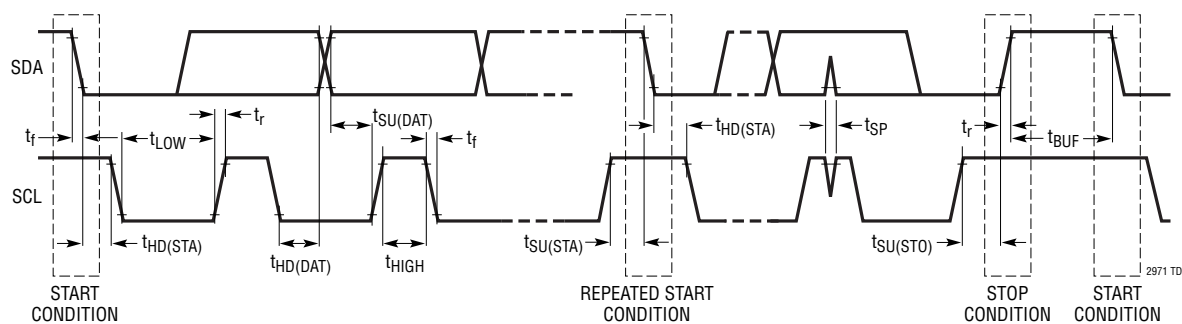 SDA
tf
tLOW
tr
tSU(DAT)
tf
tHD(STA)
tSP
tr
tBUF
SCL
tHD(STA)
tHD(DAT)
tHIGH
tSU(STA)
tSU(STO)
2971 TD
START
CONDITION
REPEATED START
CONDITION
STOP
CONDITION
START
CONDITION